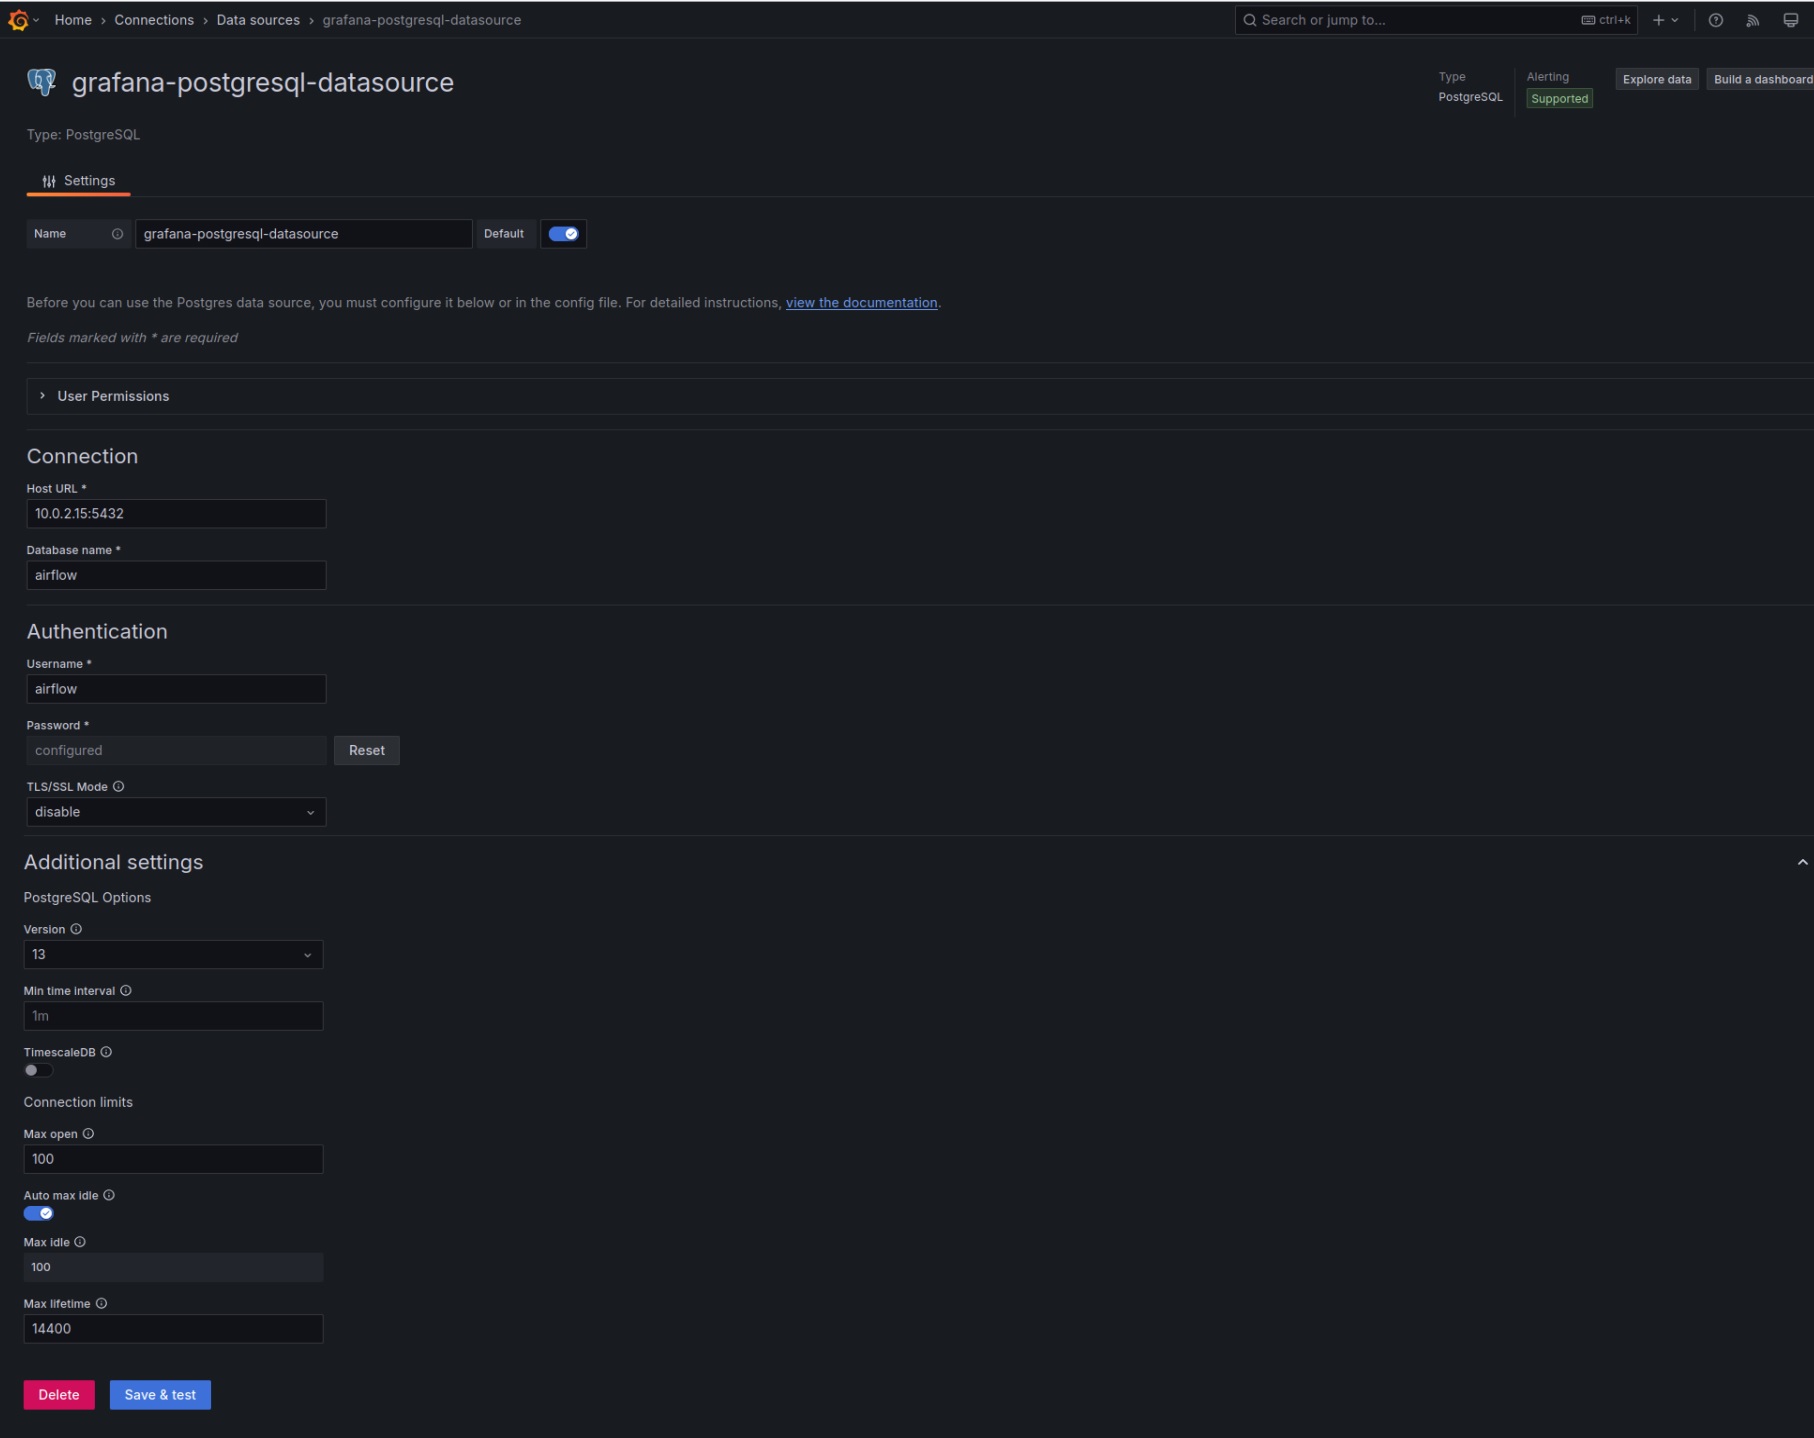 Home > Connections > Data sources > grafana-postgresql-datasource
Search or jump to...
ctrl+k
grafana-postgresql-datasource
Type
PostgreSQL
Alerting
Supported
Explore data
Build a dashboard
Type: PostgreSQL
Settings
Name
grafana-postgresql-datasource
Default
Before you can use the Postgres data source, you must configure it below or in the config file. For detailed instructions, view the documentation.
Fields marked with * are required
User Permissions
Connection
Host URL *
10.0.2.15:5432
Database name *
airflow
Authentication
Username *
airflow
Password *
configured
Reset
TLS/SSL Mode
disable
Additional settings
PostgreSQL Options
Version
13
Min time interval
1m
TimescaleDB
Connection limits
Max open
100
Auto max idle
Max idle
100
Max lifetime
14400
Delete
Save & test